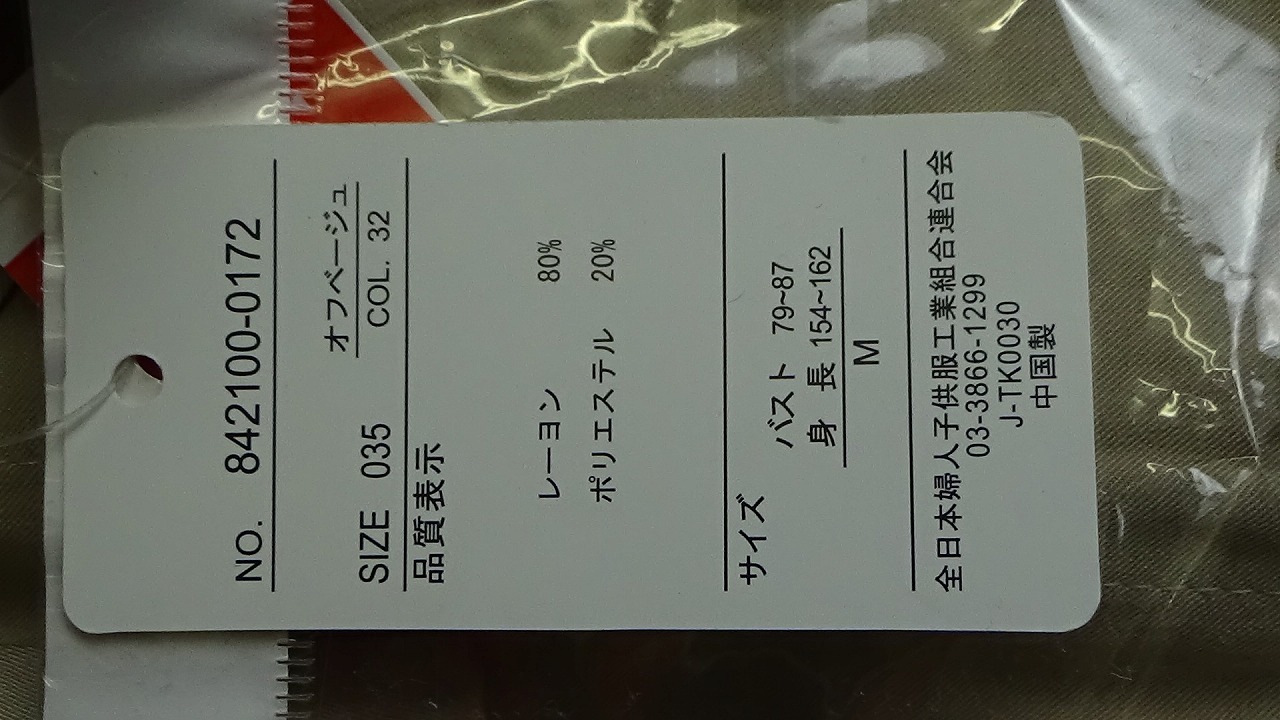 NO. 842100-0172
オフベージュ
SIZE 035 COL. 32
品質表示
レーヨン 80%
ポリエステル 20%
サイズ
バスト 79~87
身長 154~162
M
全日本婦人子供服工業組合連合会
03-3866-1299
J-TK0030
中国製